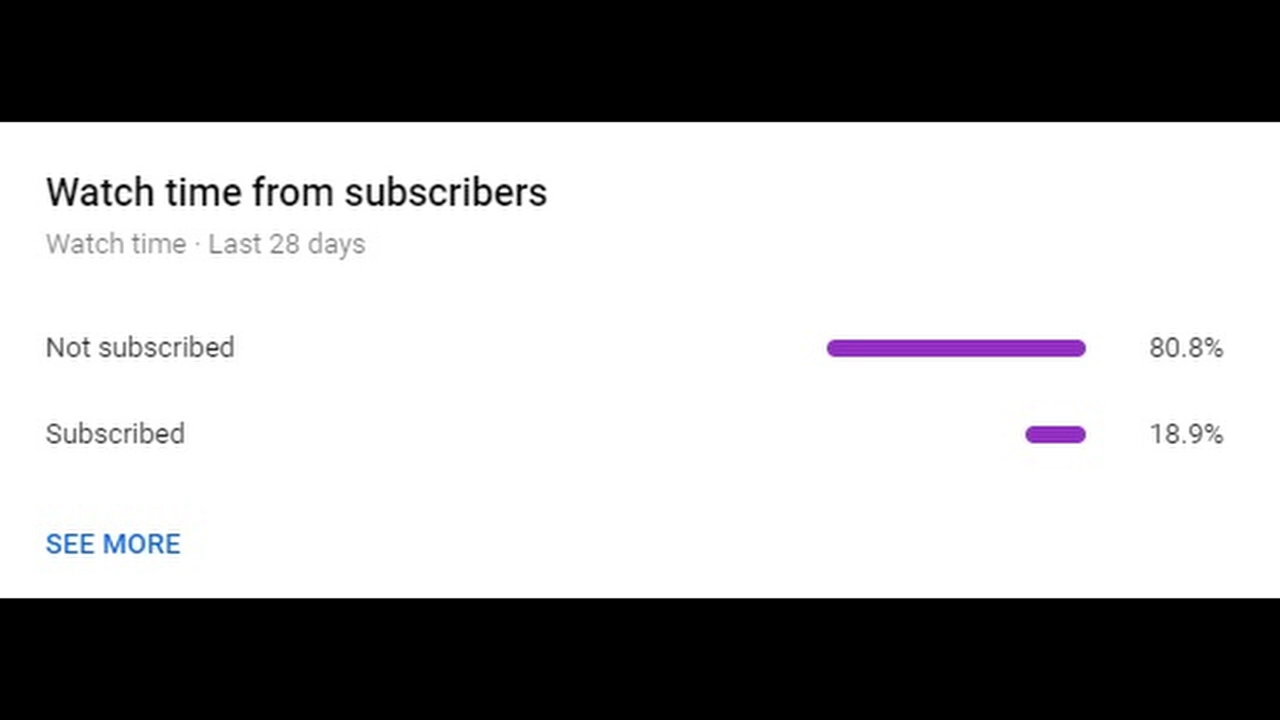 Watch time from subscribers
Watch time · Last 28 days
Not subscribed 80.8%
Subscribed 18.9%
SEE MORE